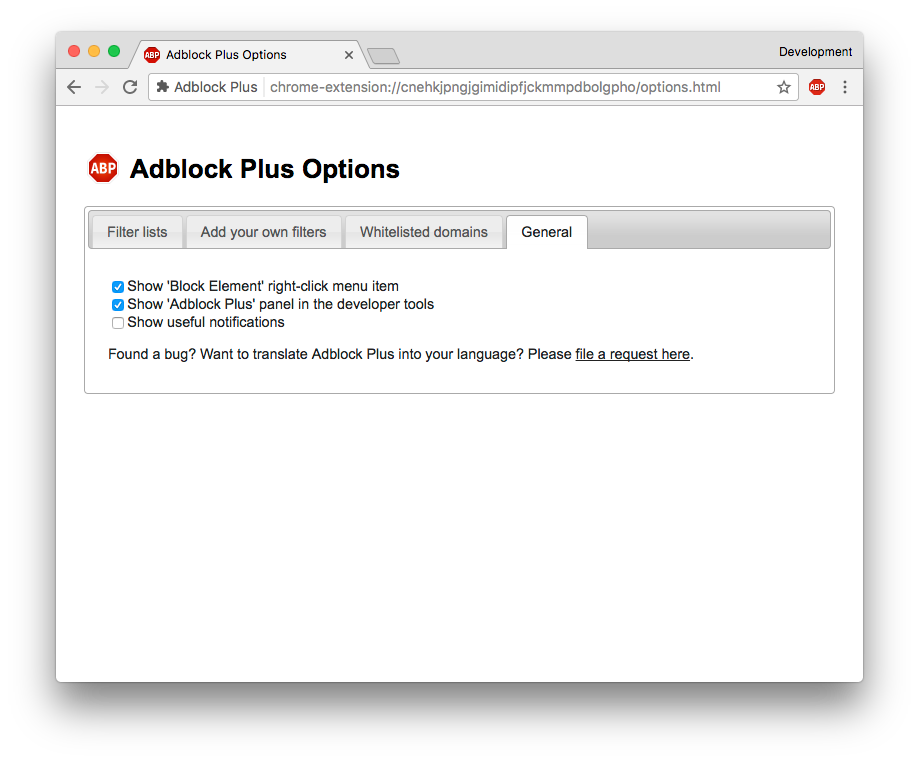 ABP Adblock Plus Options Development
Adblock Plus chrome-extension://cnehkjpngjgimidipfjckmmpdbolgpho/options.html ABP
ABP Adblock Plus Options
Filter lists Add your own filters Whitelisted domains General
Show 'Block Element' right-click menu item
Show 'Adblock Plus' panel in the developer tools
Show useful notifications
Found a bug? Want to translate Adblock Plus into your language? Please file a request here.